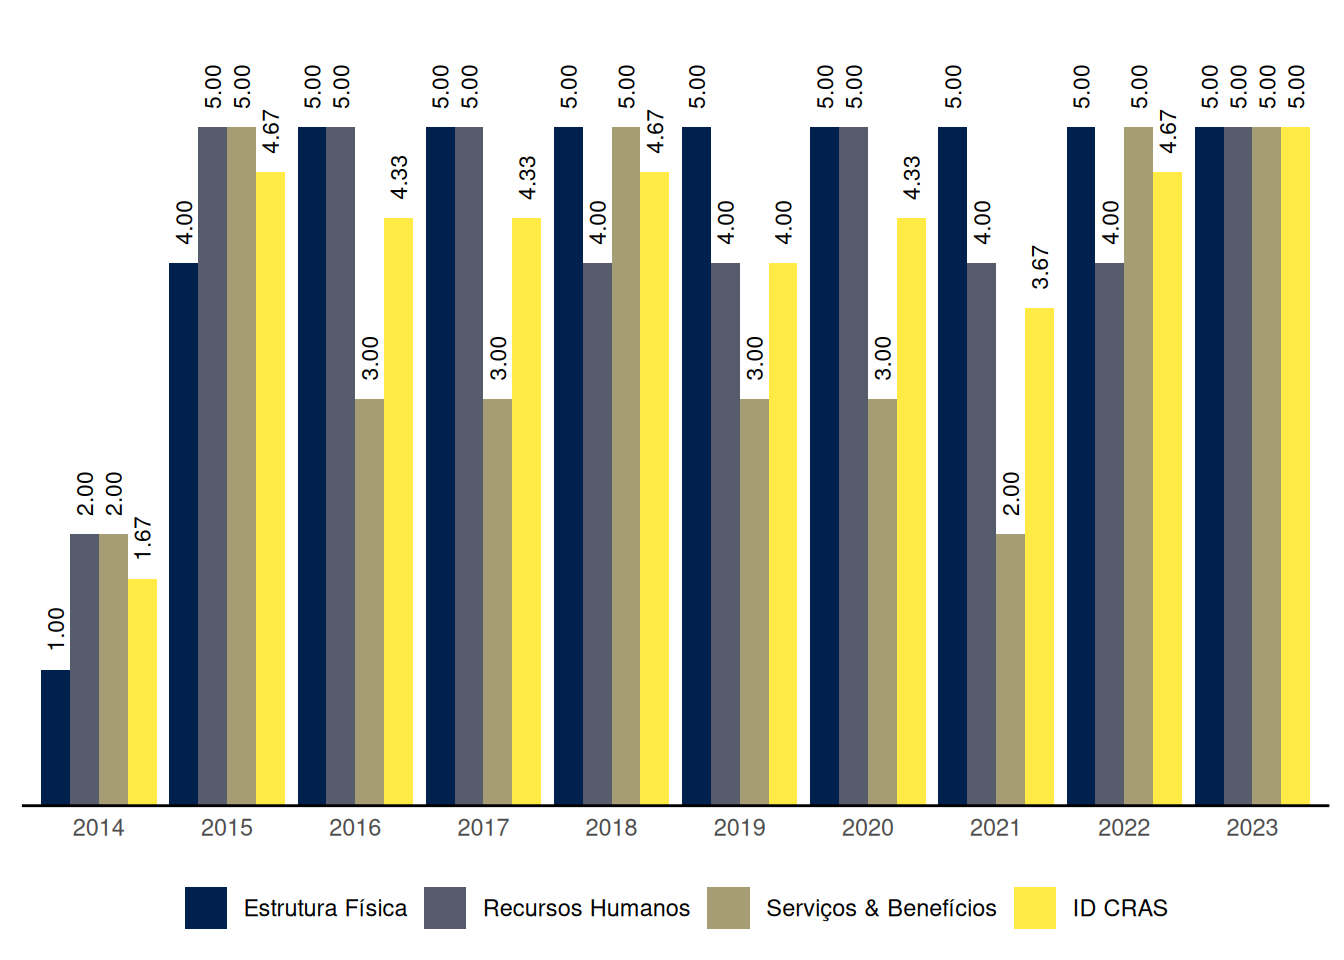 1.00 2.00 2.00 1.67
4.00 5.00 5.00 4.67
5.00 5.00 3.00 4.33
5.00 5.00 3.00 4.33
5.00 4.00 5.00 4.67
5.00 4.00 3.00 4.00
5.00 5.00 3.00 4.33
5.00 4.00 2.00 3.67
5.00 4.00 5.00 4.67
5.00 5.00 5.00 5.00
2014 2015 2016 2017 2018 2019 2020 2021 2022 2023
Estrutura Física Recursos Humanos Serviços & Benefícios ID CRAS